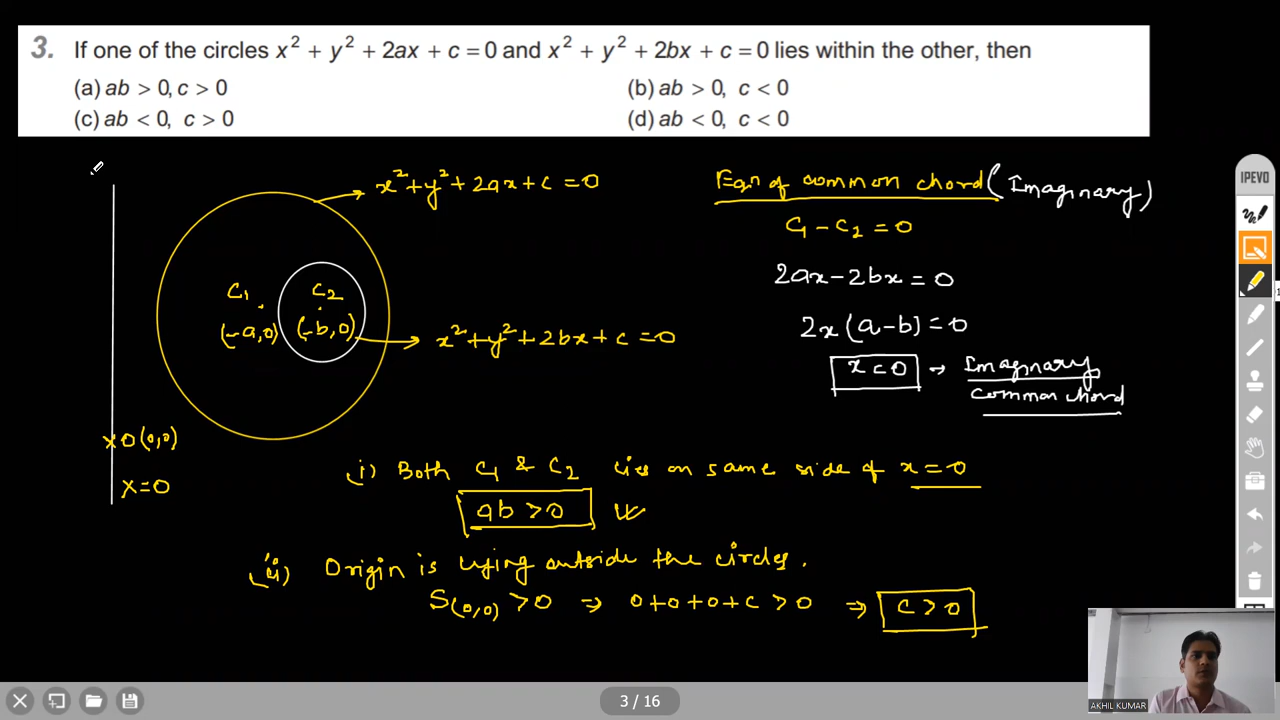 3. If one of the circles x² + y² + 2ax + c = 0 and x² + y² + 2bx + c = 0 lies within the other, then
(a) ab > 0, c > 0
(b) ab > 0, c < 0
(c) ab < 0, c > 0
(d) ab < 0, c < 0
x²+y²+2ax+c=0
C₁
(-a,0)
C₂
(-b,0)
x²+y²+2bx+c=0
O(0,0)
x=0
Eqn of common chord (Imaginary)
C₁-C₂=0
2ax-2bx=0
2x(a-b)=0
x=0 → Imaginary
common chord
i) Both C₁ & C₂ lies on same side of x=0
ab>0
ii) Origin is lying outside the circles.
S(0,0)>0 ⇒ 0+0+0+c>0 ⇒ c>0
IPEVO
3 / 16
AKHIL KUMAR